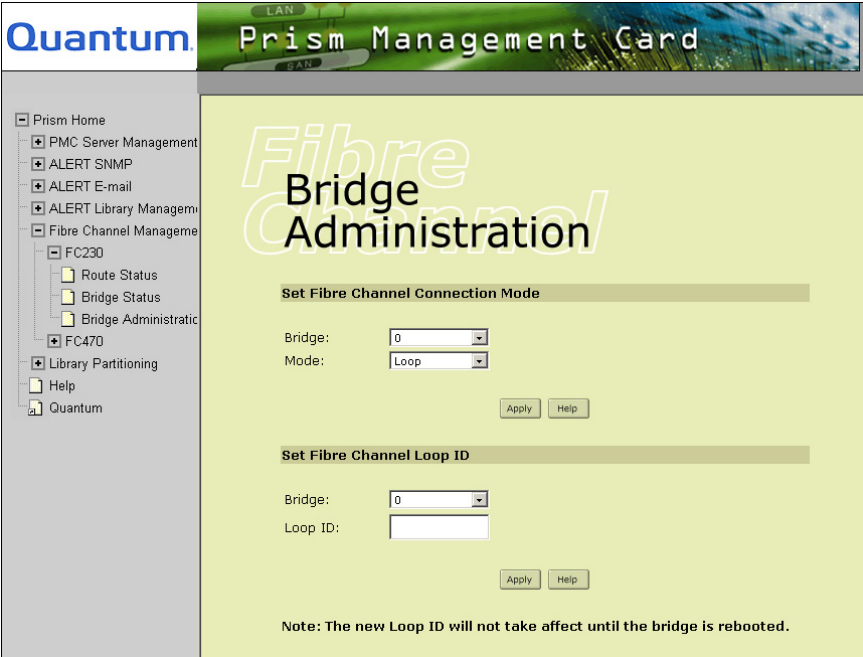 Quantum.
LAN
Prism Management Card
SAN
Prism Home
PMC Server Management
ALERT SNMP
ALERT E-mail
ALERT Library Managem
Fibre Channel Manageme
FC230
Route Status
Bridge Status
Bridge Administratic
FC470
Library Partitioning
Help
Quantum
Fibre
Channel
Bridge
Administration
Set Fibre Channel Connection Mode
Bridge: 0
Mode: Loop
Apply Help
Set Fibre Channel Loop ID
Bridge: 0
Loop ID:
Apply Help
Note: The new Loop ID will not take affect until the bridge is rebooted.